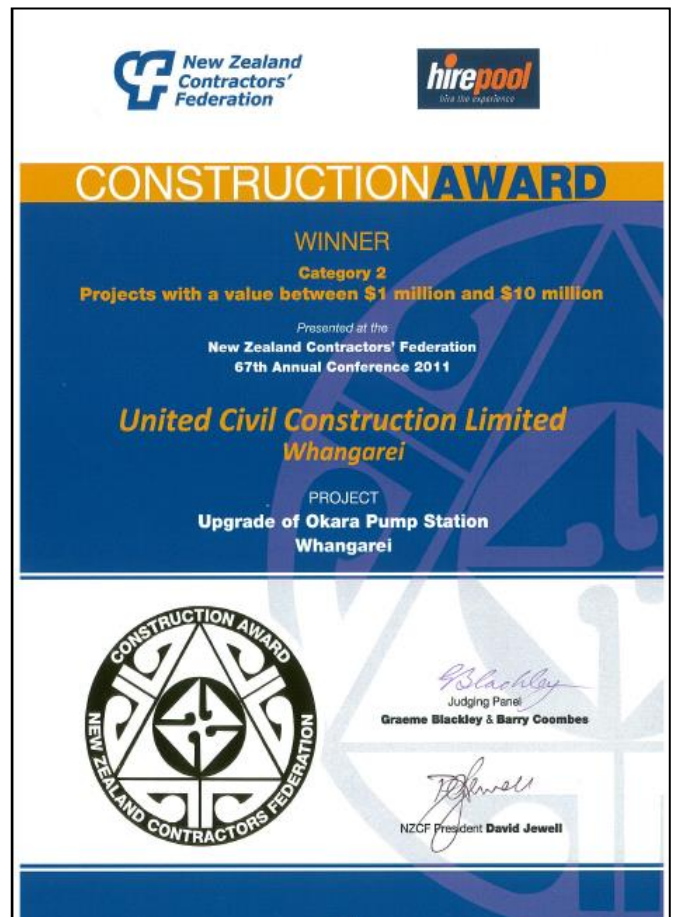 New Zealand
Contractors'
Federation
hirepool
hire the experience
CONSTRUCTIONAWARD
WINNER
Category 2
Projects with a value between $1 million and $10 million
Presented at the
New Zealand Contractors' Federation
67th Annual Conference 2011
United Civil Construction Limited
Whangarei
PROJECT
Upgrade of Okara Pump Station
Whangarei
CONSTRUCTION AWARD
NEW ZEALAND CONTRACTORS FEDERATION
GBlackley
Judging Panel
Graeme Blackley & Barry Coombes
DJewell
NZCF President David Jewell